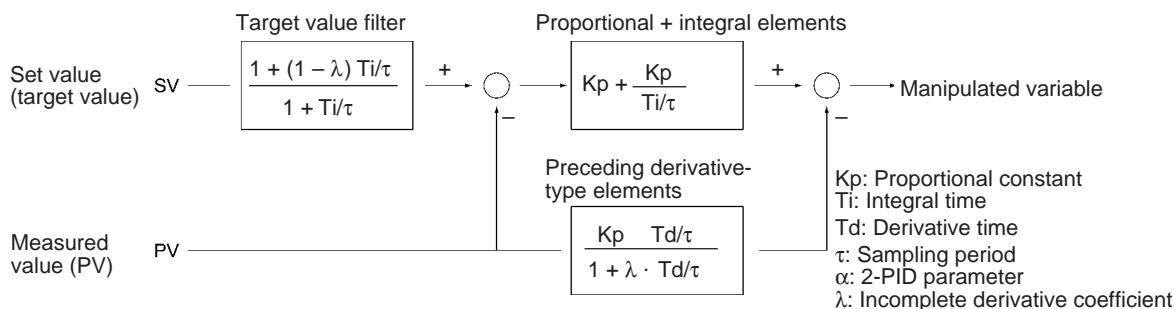 Target value filter
Proportional + integral elements
Set value
(target value)
SV
1 + (1 – λ) Ti/τ
1 + Ti/τ
+
–
Kp +
Kp
Ti/τ
+
–
Manipulated variable
Preceding derivative-
type elements
Measured
value (PV)
PV
Kp Td/τ
1 + λ · Td/τ
Kp: Proportional constant
Ti: Integral time
Td: Derivative time
τ: Sampling period
α: 2-PID parameter
λ: Incomplete derivative coefficient